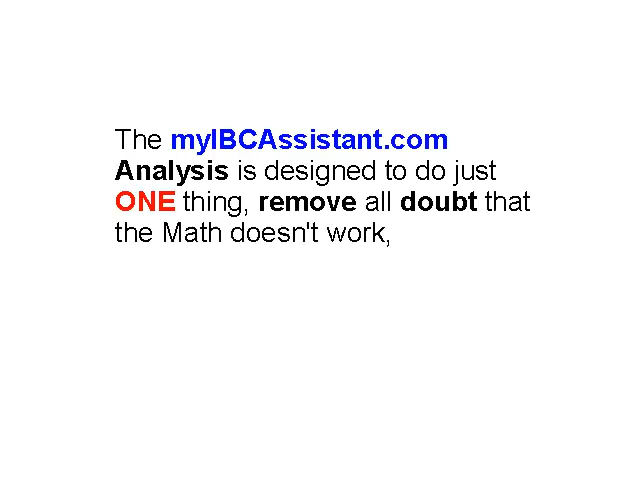 The myIBCAssistant.com
Analysis is designed to do just
ONE thing, remove all doubt that
the Math doesn't work,